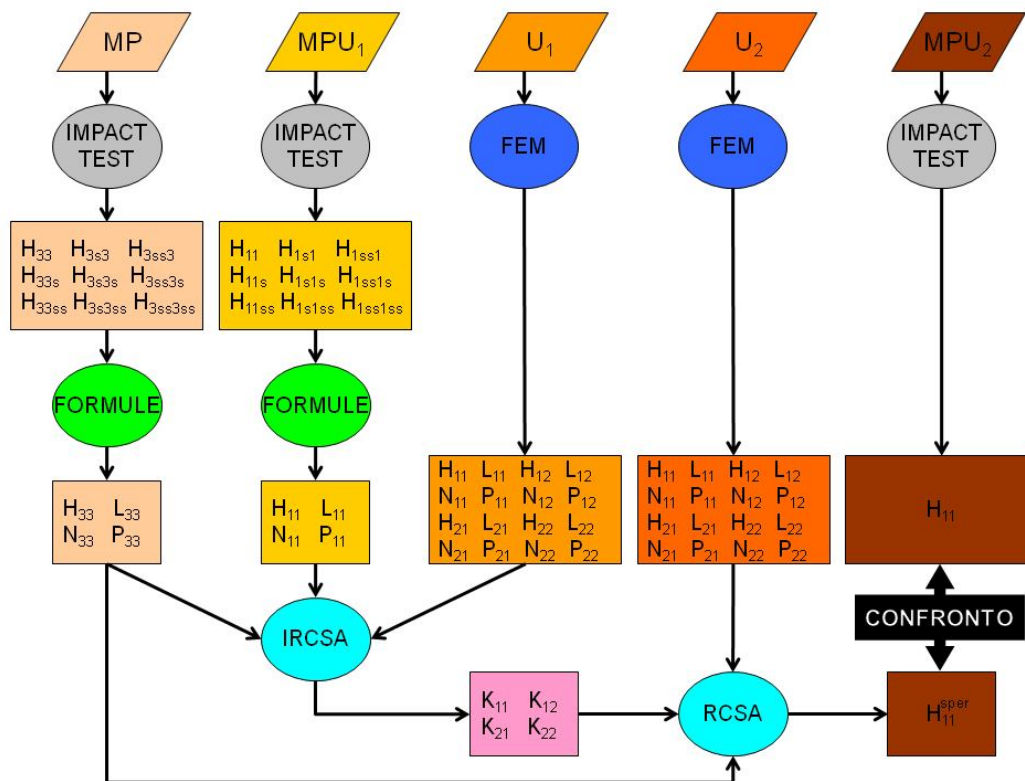 MP
MPU₁
U₁
U₂
MPU₂
IMPACT
TEST
IMPACT
TEST
FEM
FEM
IMPACT
TEST
H₃₃ H₃ₛ₃ H₃ₛₛ₃
H₃₃ₛ H₃ₛ₃ₛ H₃ₛₛ₃ₛ
H₃₃ₛₛ H₃ₛ₃ₛₛ H₃ₛₛ₃ₛₛ
H₁₁ H₁ₛ₁ H₁ₛₛ₁
H₁₁ₛ H₁ₛ₁ₛ H₁ₛₛ₁ₛ
H₁₁ₛₛ H₁ₛ₁ₛₛ H₁ₛₛ₁ₛₛ
FORMULE
FORMULE
H₃₃ L₃₃
N₃₃ P₃₃
H₁₁ L₁₁
N₁₁ P₁₁
H₁₁ L₁₁ H₁₂ L₁₂
N₁₁ P₁₁ N₁₂ P₁₂
H₂₁ L₂₁ H₂₂ L₂₂
N₂₁ P₂₁ N₂₂ P₂₂
H₁₁ L₁₁ H₁₂ L₁₂
N₁₁ P₁₁ N₁₂ P₁₂
H₂₁ L₂₁ H₂₂ L₂₂
N₂₁ P₂₁ N₂₂ P₂₂
H₁₁
CONFRONTO
IRCSA
K₁₁ K₁₂
K₂₁ K₂₂
RCSA
H₁₁ˢᵖᵉʳ